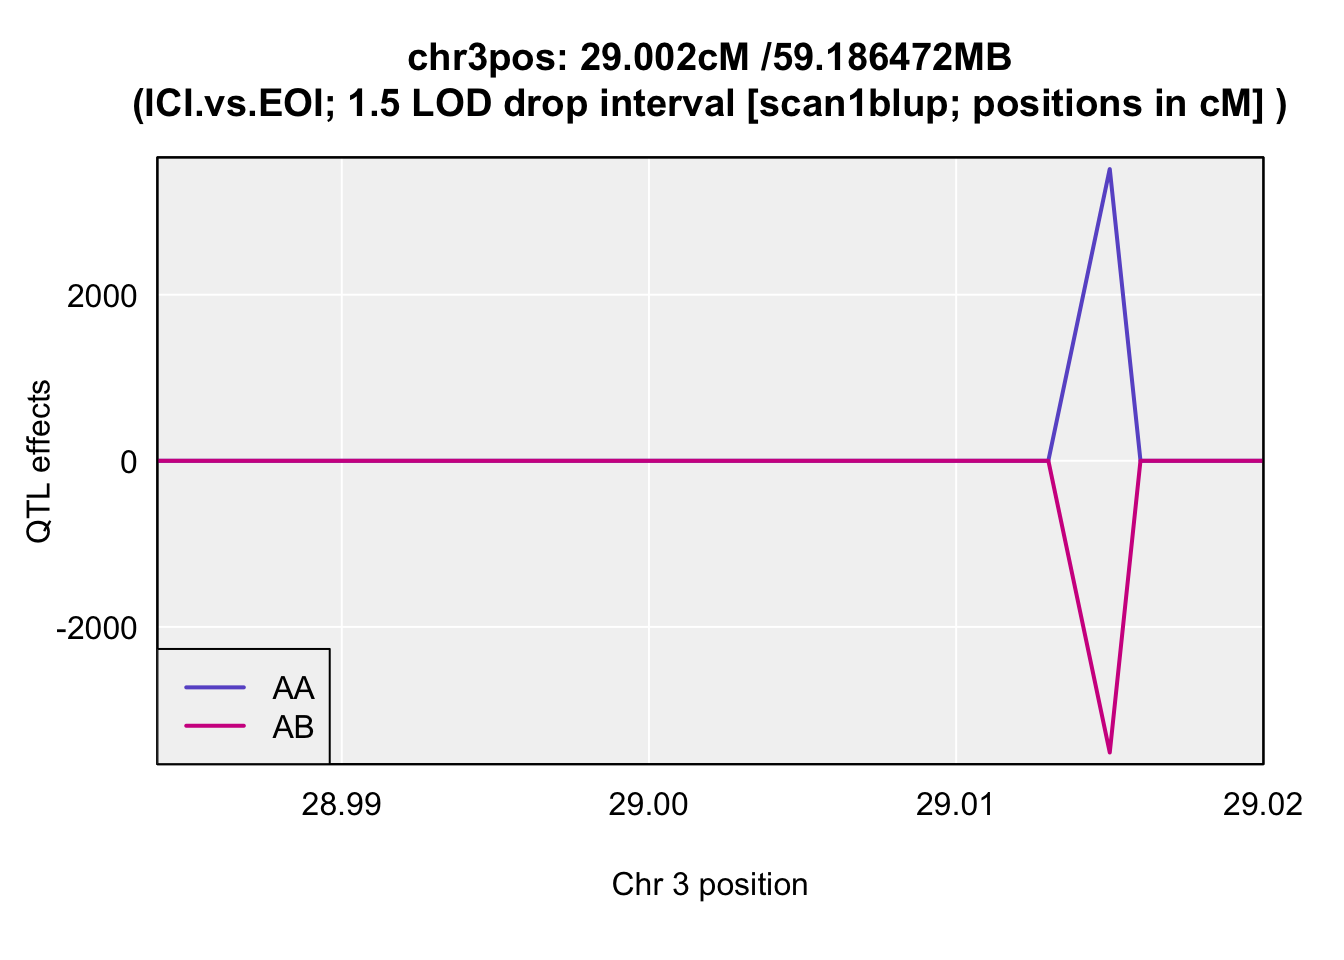 chr3pos: 29.002cM /59.186472MB
(ICI.vs.EOI; 1.5 LOD drop interval [scan1blup; positions in cM] )
QTL effects
2000
0
-2000
AA
AB
28.99 29.00 29.01 29.02
Chr 3 position